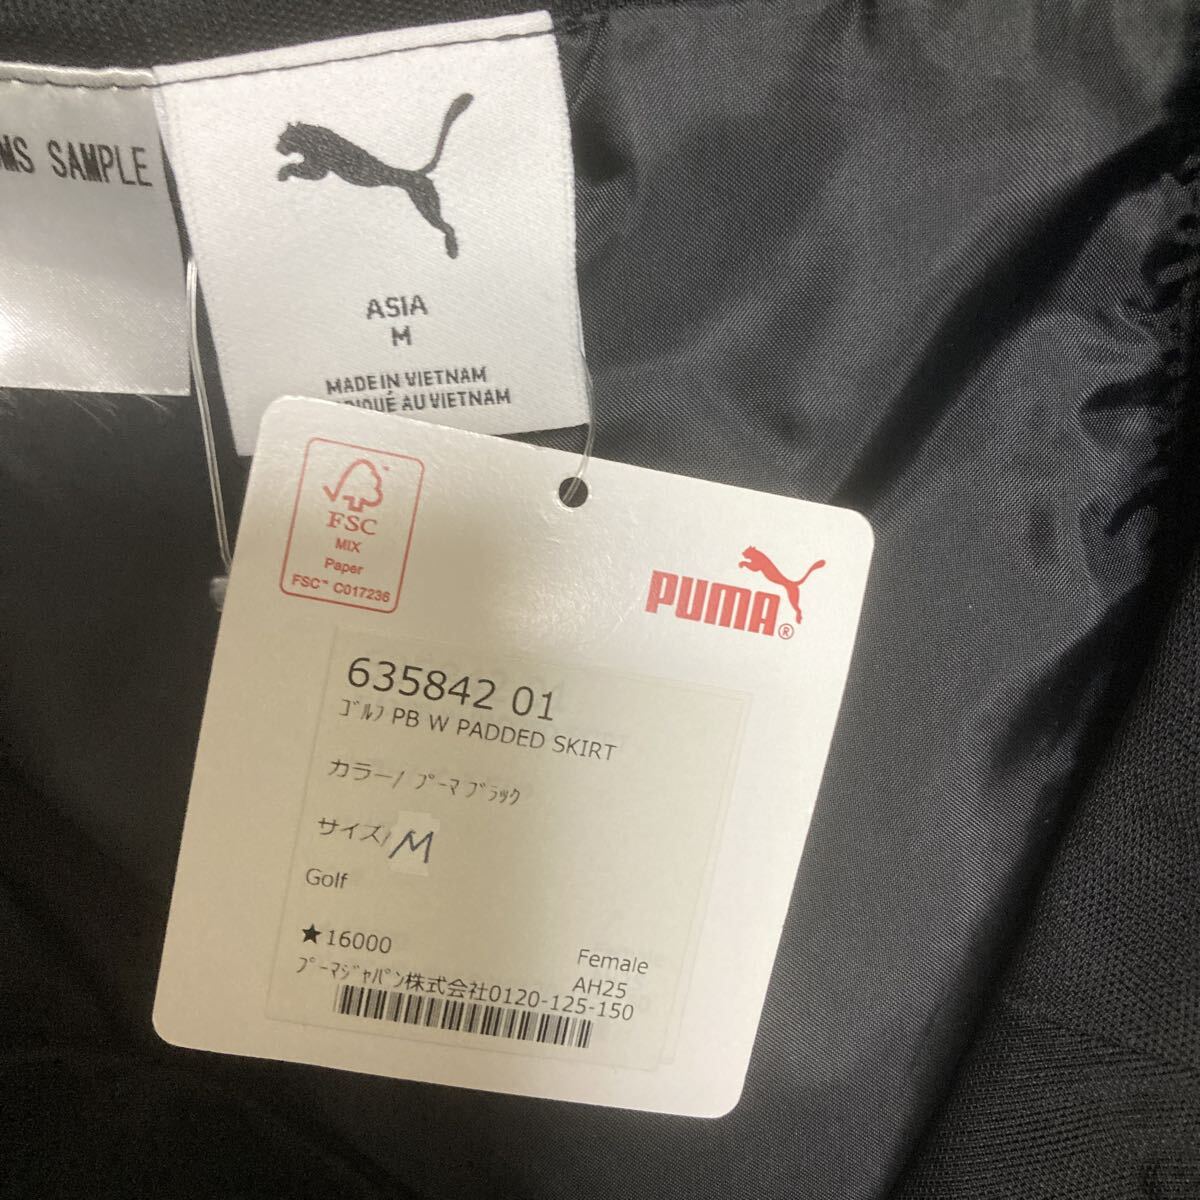 SAMPLE
ASIA
M
MADE IN VIETNAM
AU VIETNAM
FSC
MIX
Paper
FSC™ C017236
PUMA®
635842 01
ｺﾞﾙﾌ PB W PADDED SKIRT
カラー/ ﾌﾟｰﾏ ﾌﾞﾗｯｸ
サイズ/M
Golf
★16000
Female
AH25
ﾌﾟｰﾏｼﾞｬﾊﾟﾝ株式会社0120-125-150